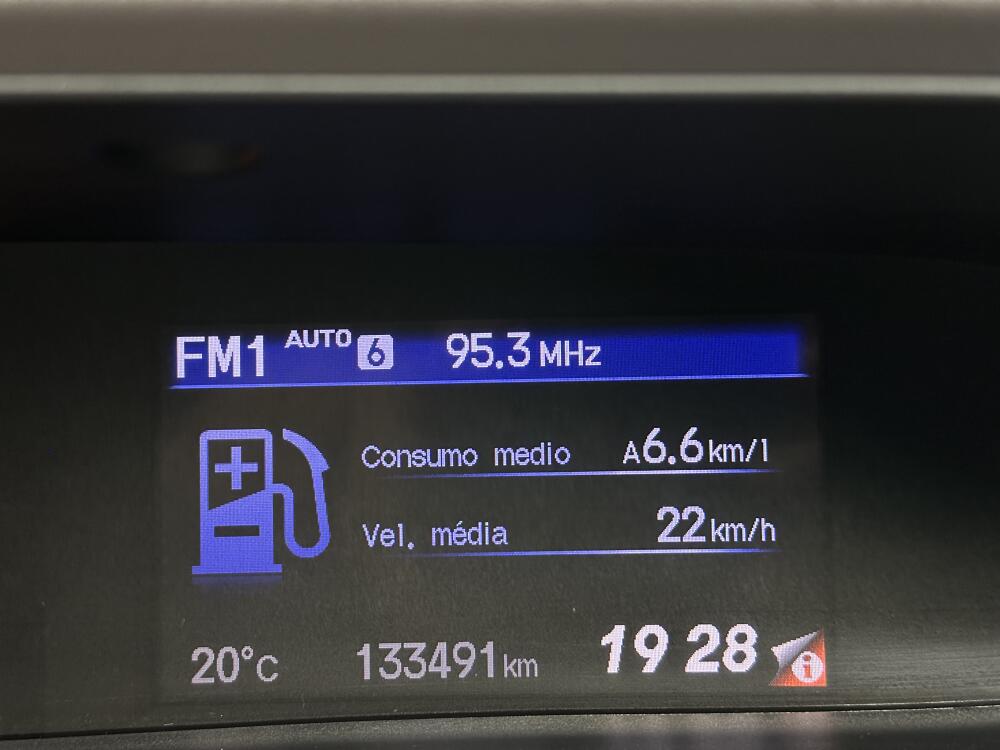 FM1 AUTO 6 95.3 MHz
Consumo medio A6.6 km/l
Vel. média 22 km/h
20°C 133491 km 19 28 i